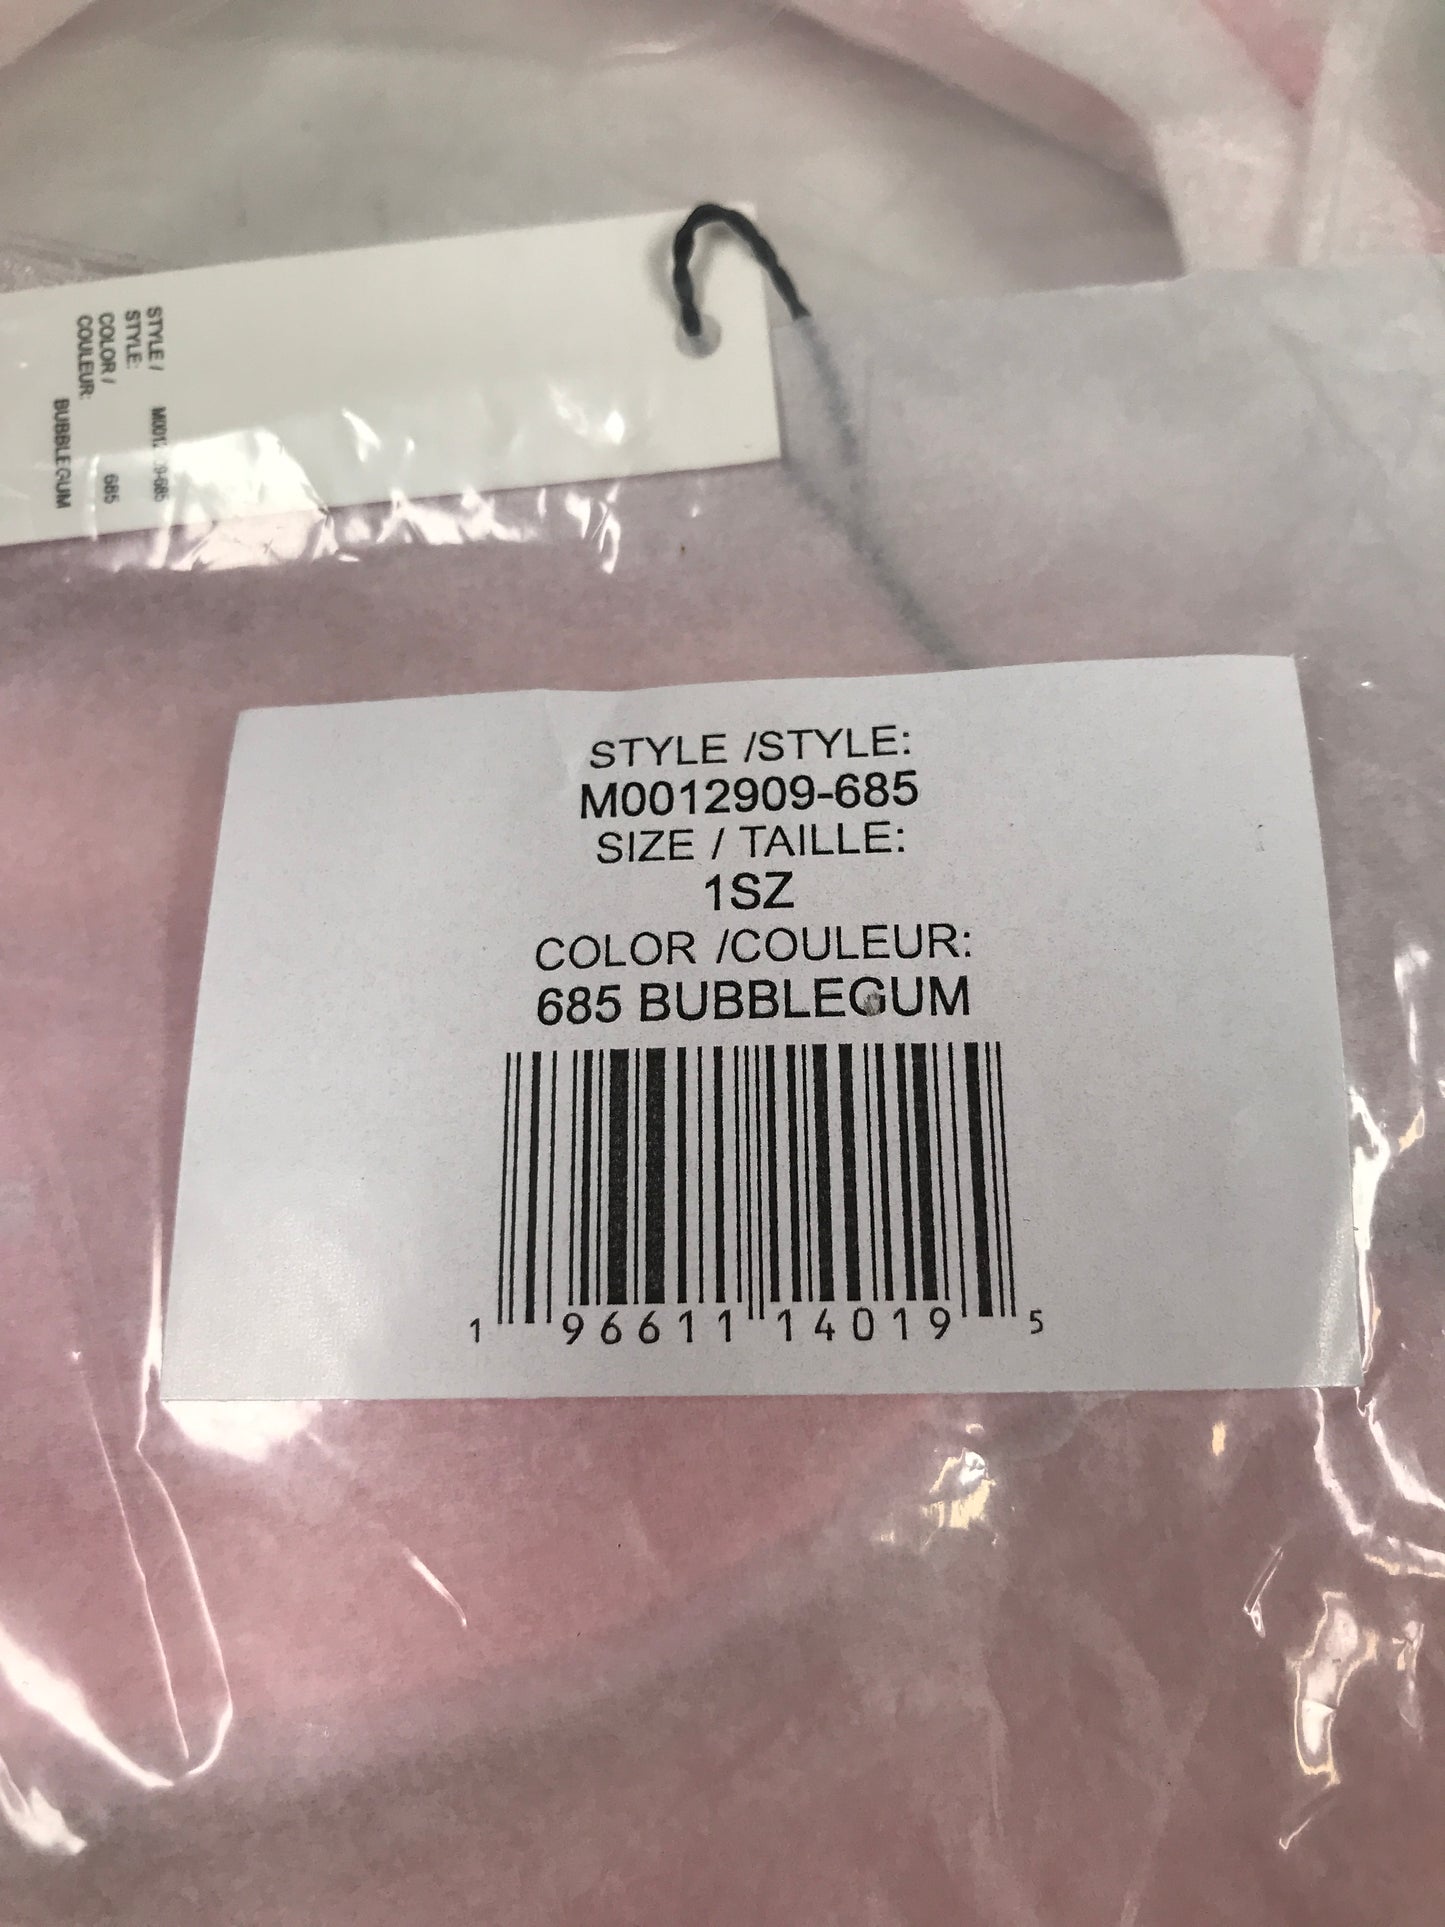 STYLE /
STYLE:
COLOR / 685
COULEUR:
BUBBLEGUM
STYLE /STYLE:
M0012909-685
SIZE / TAILLE:
1SZ
COLOR /COULEUR:
685 BUBBLEGUM
1 96611 14019 5